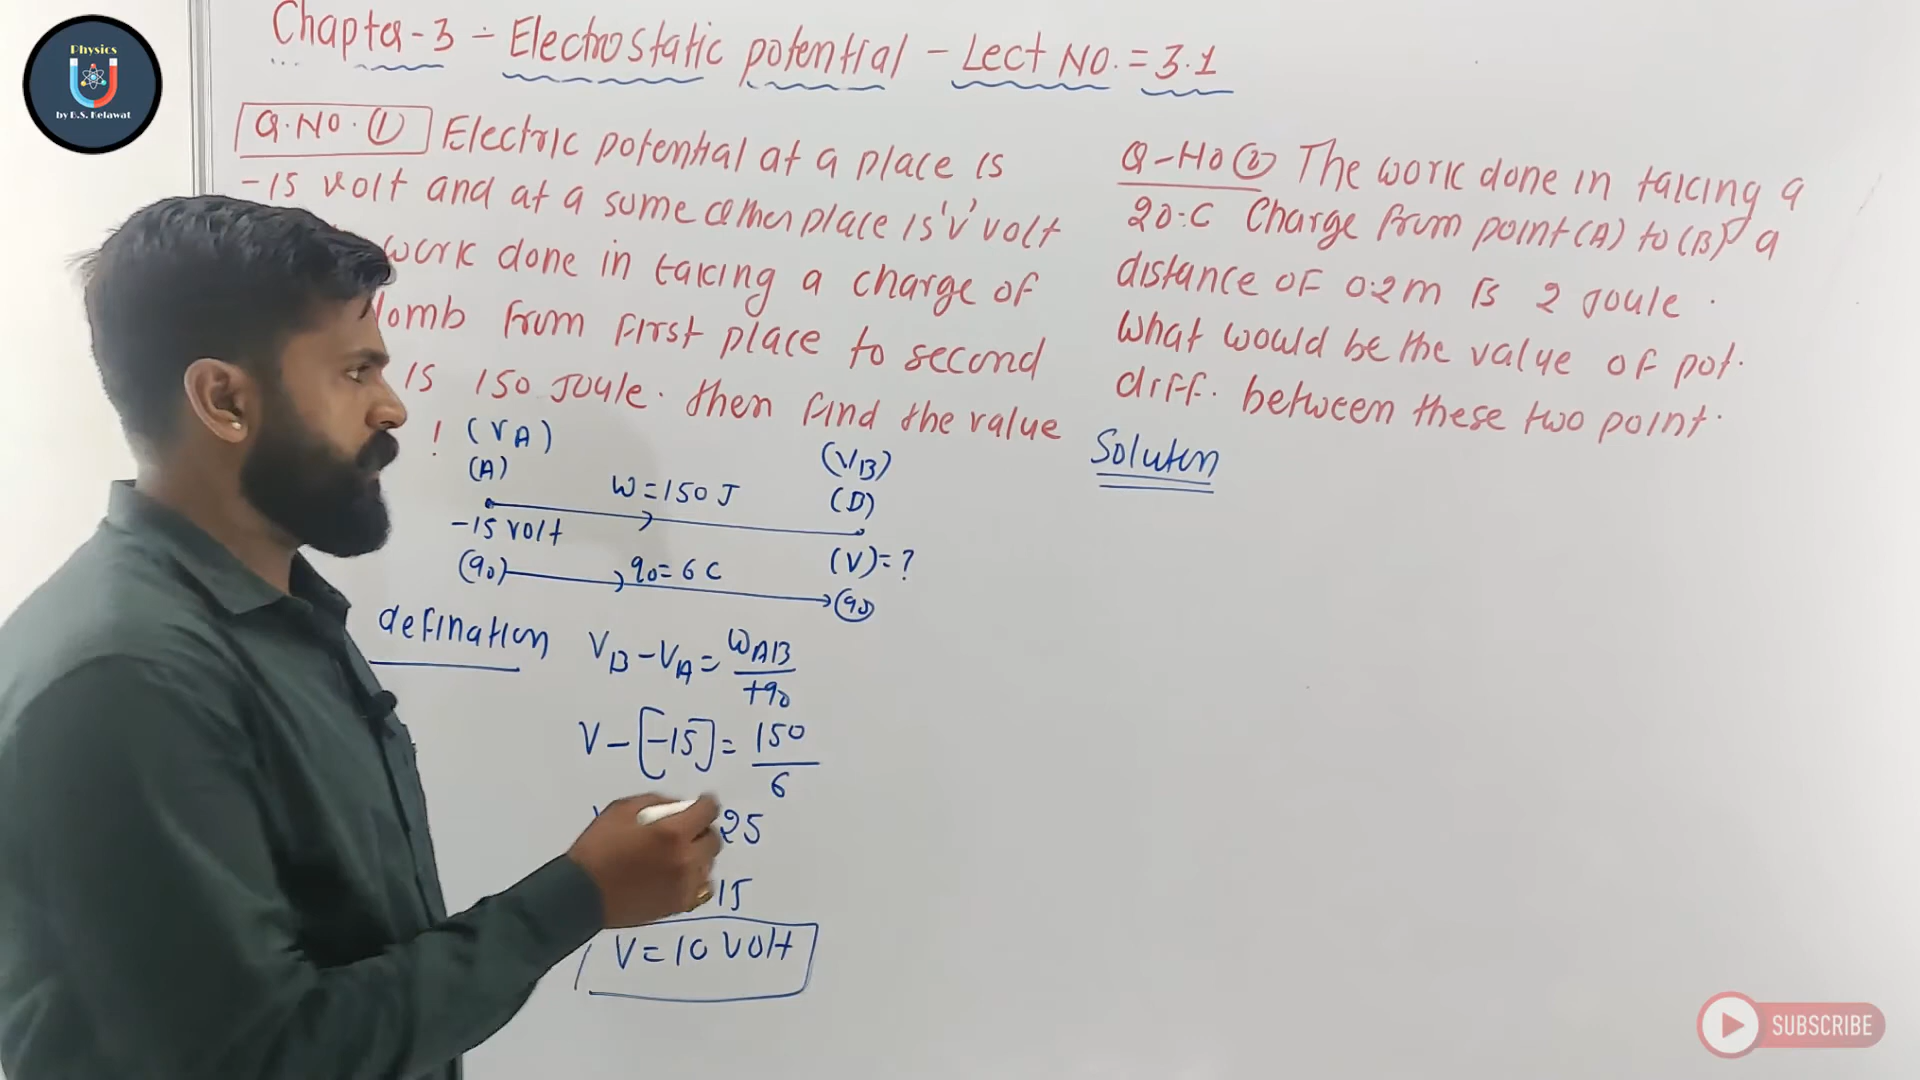 Physics
by B.S. Kelawat
Chapter-3 - Electrostatic potential - Lect No. = 3.1
Q.No. (1) Electric potential at a place is
-15 volt and at a some other place is 'v' volt
work done in taking a charge of
lomb from first place to second
is 150 Joule. then find the value
! (VA)
(A)
-15 volt
W = 150 J
(VB)
(B)
(V) = ?
(q0)
q0 = 6 C
(q0)
defination
VB - VA = WAB / +q0
V - [-15] = 150 / 6
25
15
V = 10 volt
Q-No (2) The work done in taking a
20.C charge from point (A) to (B) a
distance of 0.2m is 2 Joule.
What would be the value of pot.
diff. between these two point.
Soluten
SUBSCRIBE